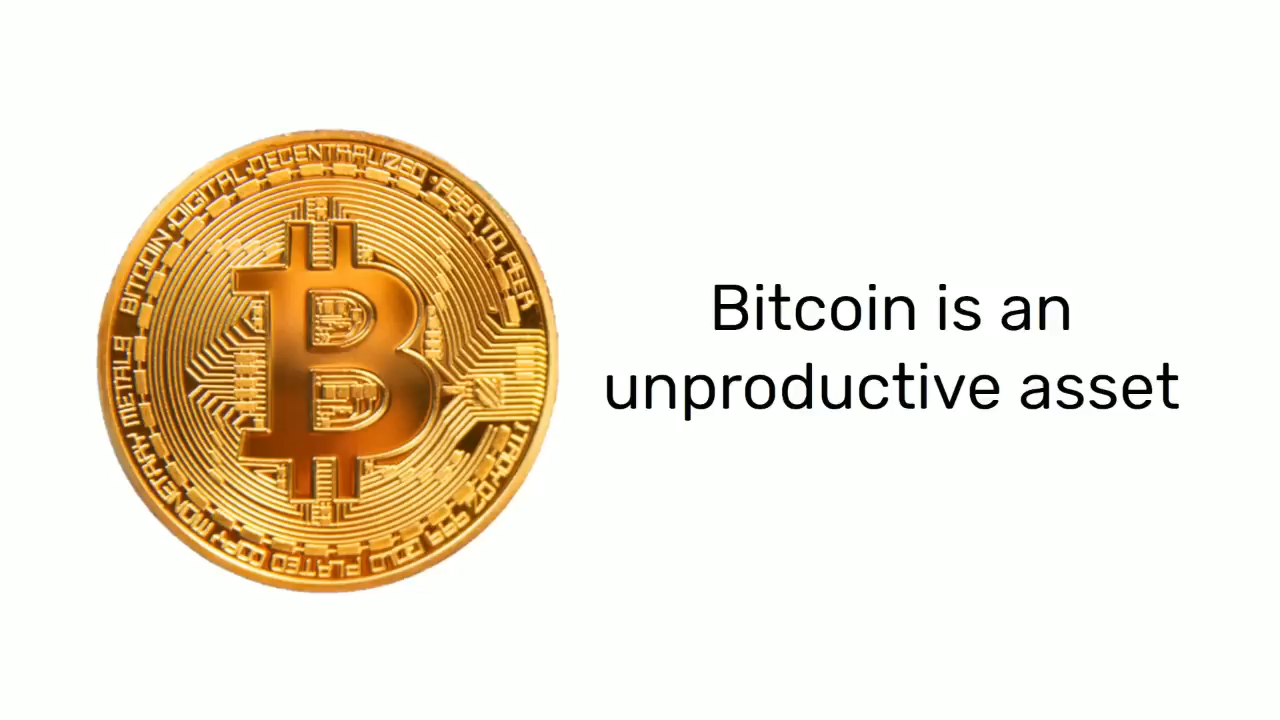 BITCOIN • DIGITAL • DECENTRALIZED • PEER TO PEER
Bitcoin is an
unproductive asset